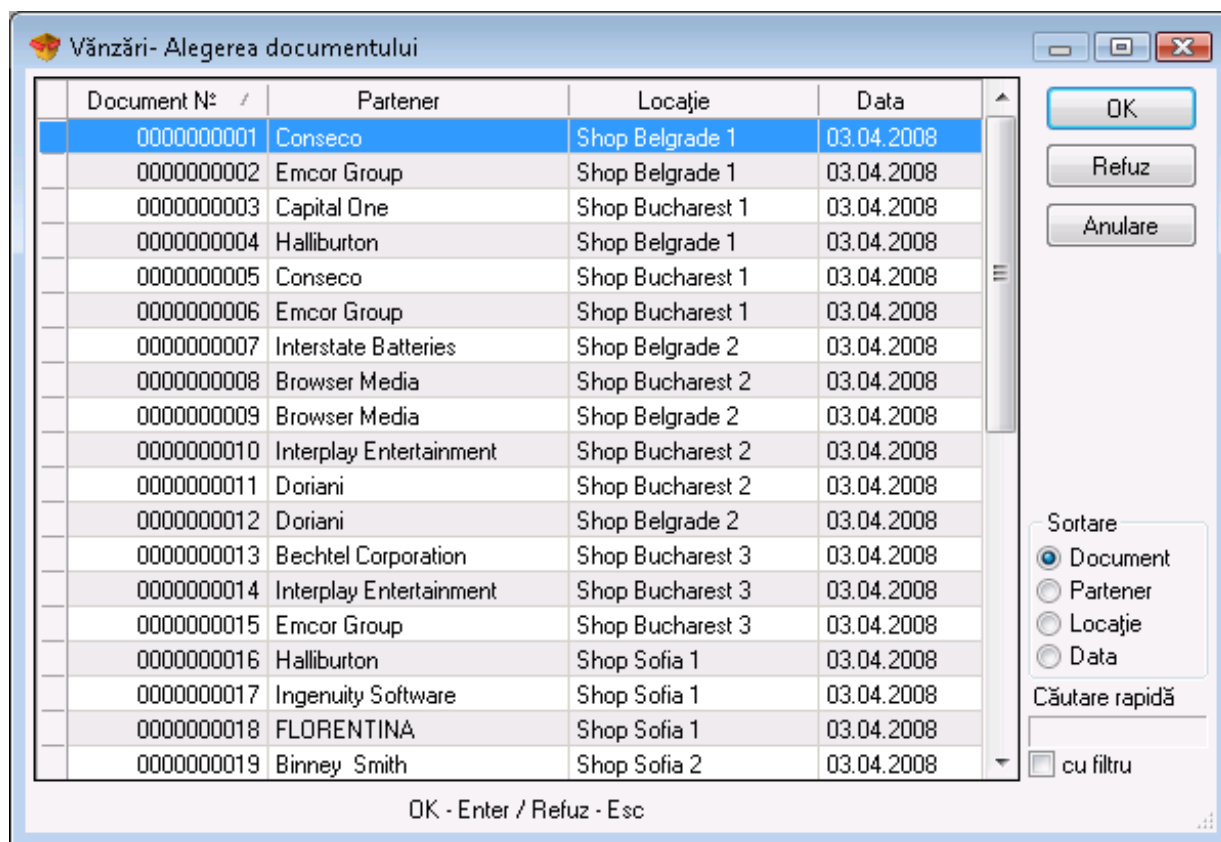 Vănzări- Alegerea documentului
Document № Partener Locaţie Data
0000000001 Conseco Shop Belgrade 1 03.04.2008
0000000002 Emcor Group Shop Belgrade 1 03.04.2008
0000000003 Capital One Shop Bucharest 1 03.04.2008
0000000004 Halliburton Shop Belgrade 1 03.04.2008
0000000005 Conseco Shop Bucharest 1 03.04.2008
0000000006 Emcor Group Shop Bucharest 1 03.04.2008
0000000007 Interstate Batteries Shop Belgrade 2 03.04.2008
0000000008 Browser Media Shop Bucharest 2 03.04.2008
0000000009 Browser Media Shop Belgrade 2 03.04.2008
0000000010 Interplay Entertainment Shop Bucharest 2 03.04.2008
0000000011 Doriani Shop Bucharest 2 03.04.2008
0000000012 Doriani Shop Belgrade 2 03.04.2008
0000000013 Bechtel Corporation Shop Bucharest 3 03.04.2008
0000000014 Interplay Entertainment Shop Bucharest 3 03.04.2008
0000000015 Emcor Group Shop Bucharest 3 03.04.2008
0000000016 Halliburton Shop Sofia 1 03.04.2008
0000000017 Ingenuity Software Shop Sofia 1 03.04.2008
0000000018 FLORENTINA Shop Sofia 1 03.04.2008
0000000019 Binney Smith Shop Sofia 2 03.04.2008
OK
Refuz
Anulare
Sortare
Document
Partener
Locaţie
Data
Căutare rapidă
cu filtru
OK - Enter / Refuz - Esc